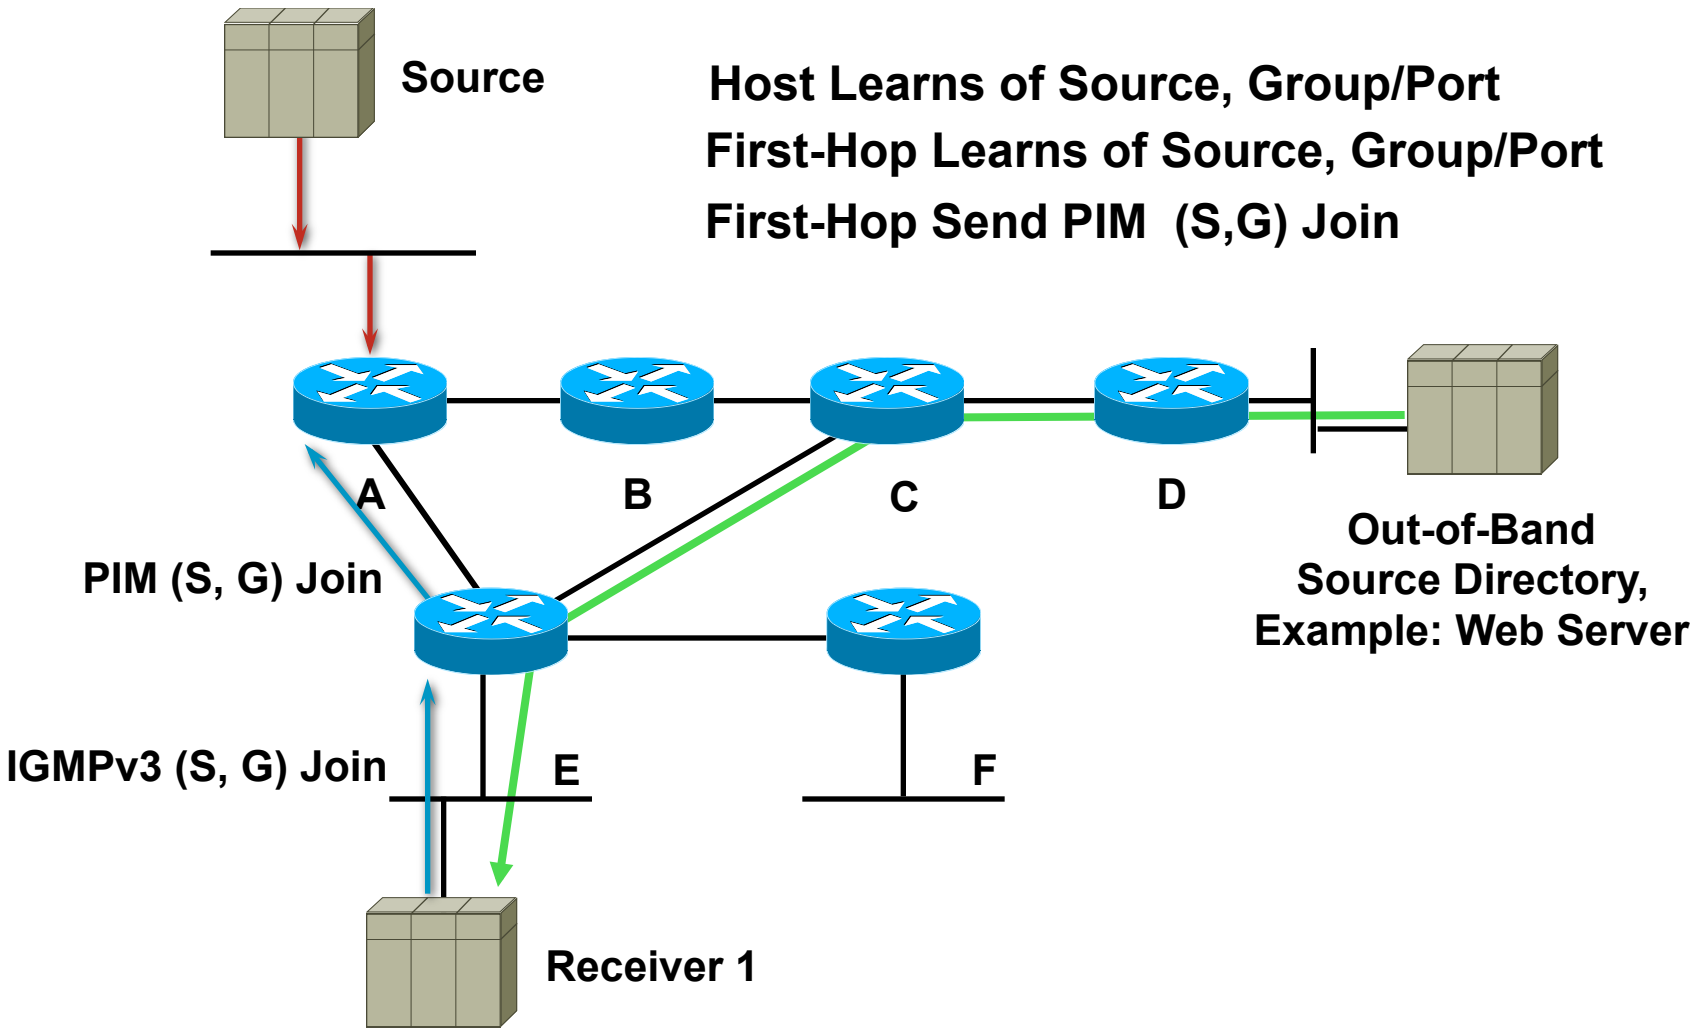 Source
Host Learns of Source, Group/Port
First-Hop Learns of Source, Group/Port
First-Hop Send PIM (S,G) Join
A
B
C
D
Out-of-Band
Source Directory,
Example: Web Server
PIM (S, G) Join
IGMPv3 (S, G) Join
E
F
Receiver 1